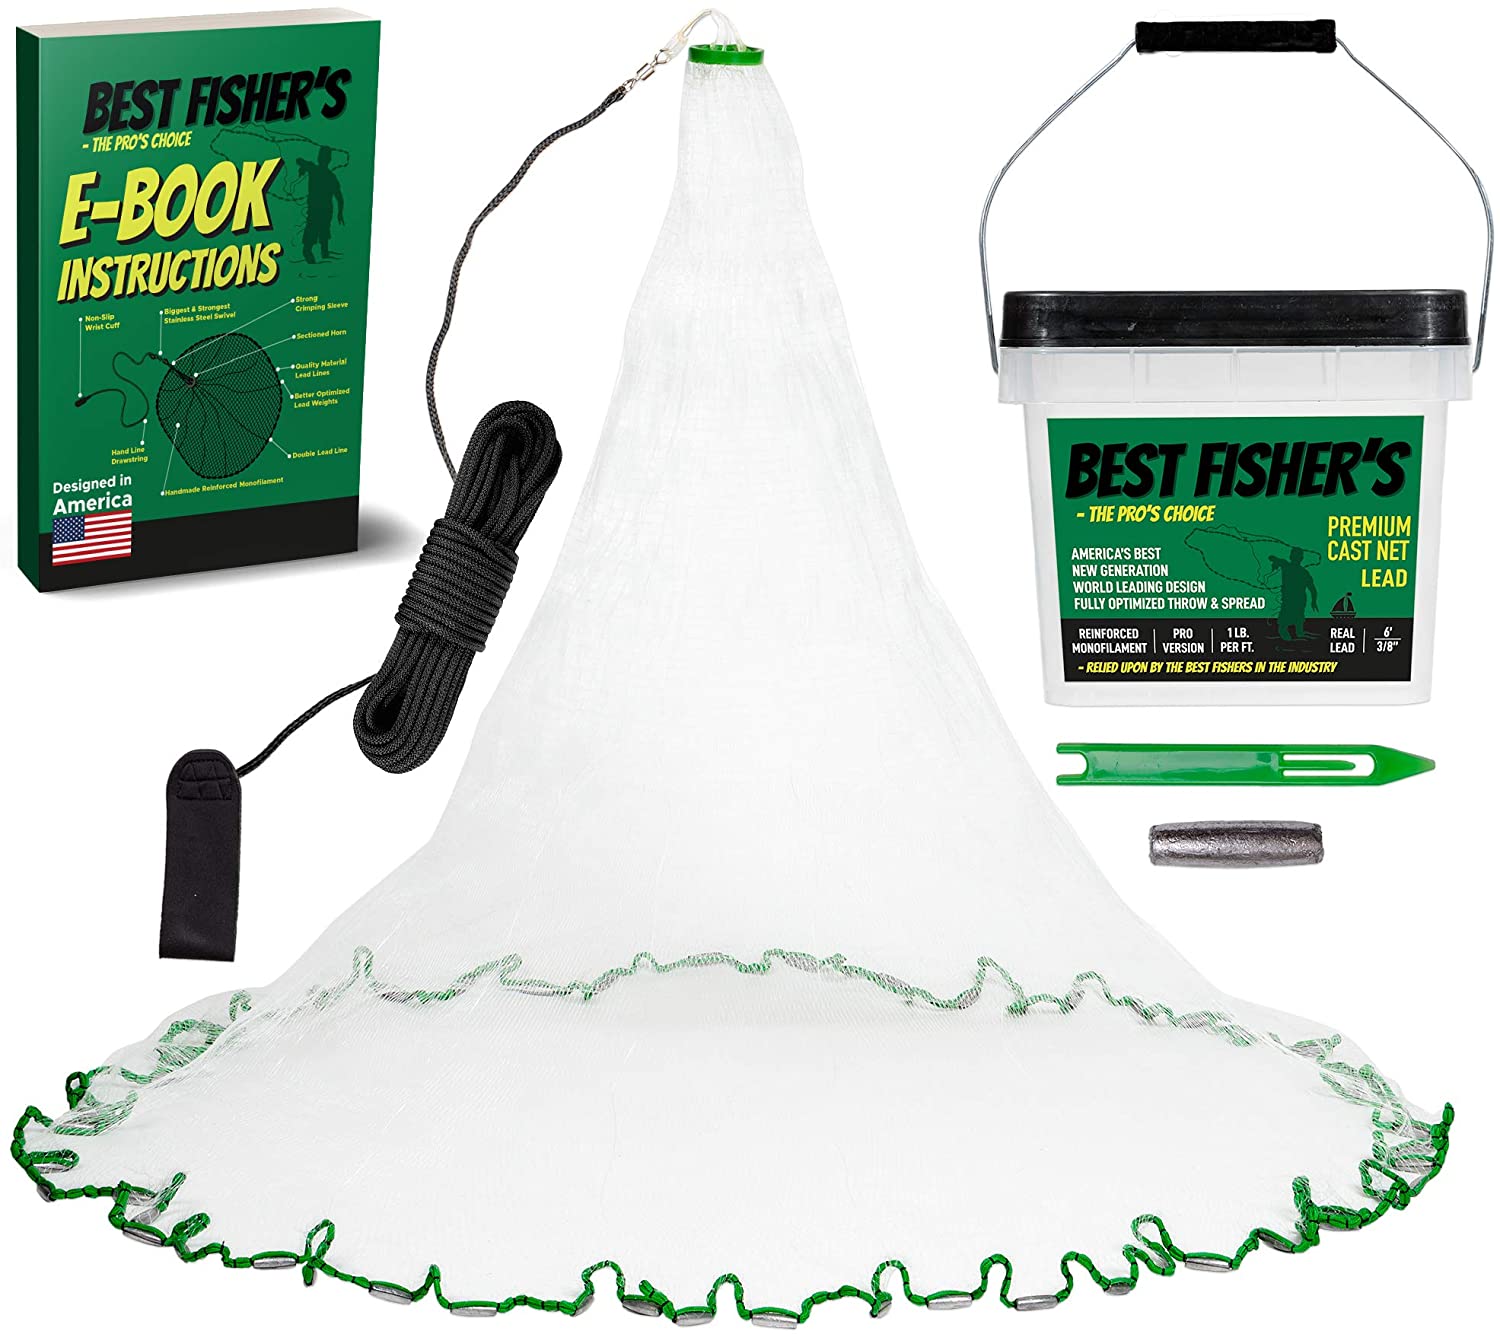 BEST FISHER'S
- THE PRO'S CHOICE
E-BOOK
INSTRUCTIONS
Non-Slip
Wrist Cuff
Biggest & Strongest
Stainless Steel Swivel
Strong
Crimping Sleeve
Sectioned Horn
Quality Material
Lead Lines
Better Optimized
Lead Weights
Hand Line
Drawstring
Double Lead Line
Handmade Reinforced Monofilament
Designed in
America
BEST FISHER'S
- THE PRO'S CHOICE
PREMIUM
CAST NET
LEAD
AMERICA'S BEST
NEW GENERATION
WORLD LEADING DESIGN
FULLY OPTIMIZED THROW & SPREAD
REINFORCED
MONOFILAMENT
PRO
VERSION
1 LB.
PER FT.
REAL
LEAD
6'
3/8"
- RELIED UPON BY THE BEST FISHERS IN THE INDUSTRY